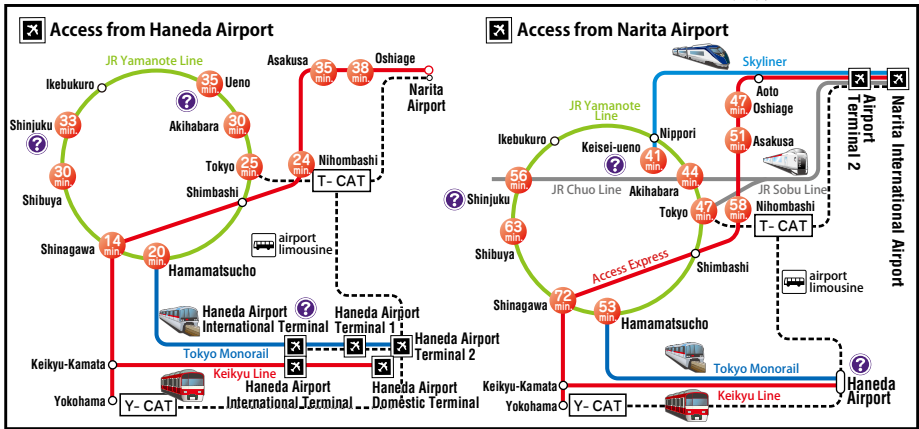 Access from Haneda Airport
JR Yamanote Line
Ikebukuro
35
min.
Ueno
?
Asakusa
35
min.
38
min.
Oshiage
Narita
Airport
Shinjuku
33
min.
?
Akihabara
30
min.
30
min.
Shibuya
Tokyo
25
min.
24
min.
Nihombashi
T- CAT
Shimbashi
Shinagawa
14
min.
20
min.
Hamamatsucho
airport
limousine
Haneda Airport
International Terminal
?
Haneda Airport
Terminal 1
Haneda Airport
Terminal 2
Tokyo Monorail
Keikyu-Kamata
Keikyu Line
Haneda Airport
International Terminal
Haneda Airport
Domestic Terminal
Yokohama
Y- CAT
Access from Narita Airport
Skyliner
Aoto
Airport
Terminal 2
Narita International Airport
JR Yamanote
Line
47
min.
Oshiage
Ikebukuro
Nippori
Keisei-ueno
?
41
min.
51
min.
Asakusa
56
min.
?
Shinjuku
JR Chuo Line
44
min.
Akihabara
JR Sobu Line
Tokyo
47
min.
58
min.
Nihombashi
T- CAT
63
min.
Shibuya
Access Express
Shimbashi
airport
limousine
Shinagawa
72
min.
53
min.
Hamamatsucho
Tokyo Monorail
?
Haneda
Airport
Keikyu-Kamata
Keikyu Line
Yokohama
Y- CAT